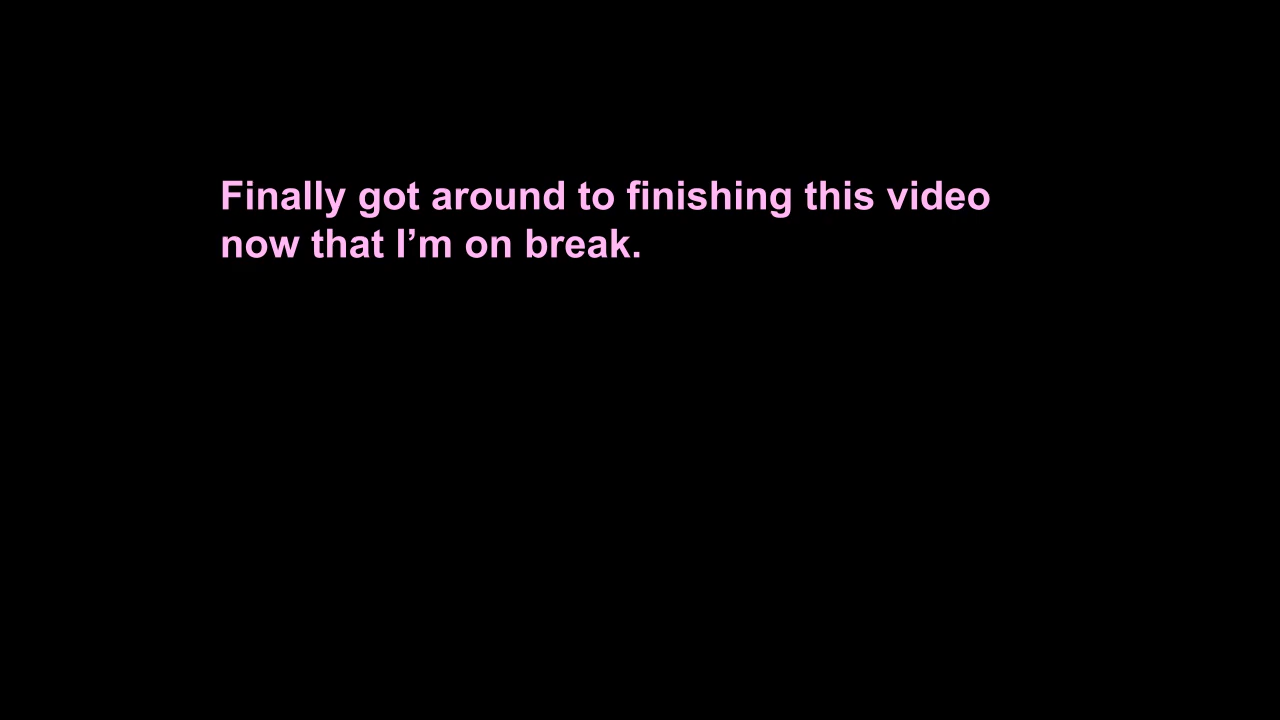 Finally got around to finishing this video
now that I’m on break.